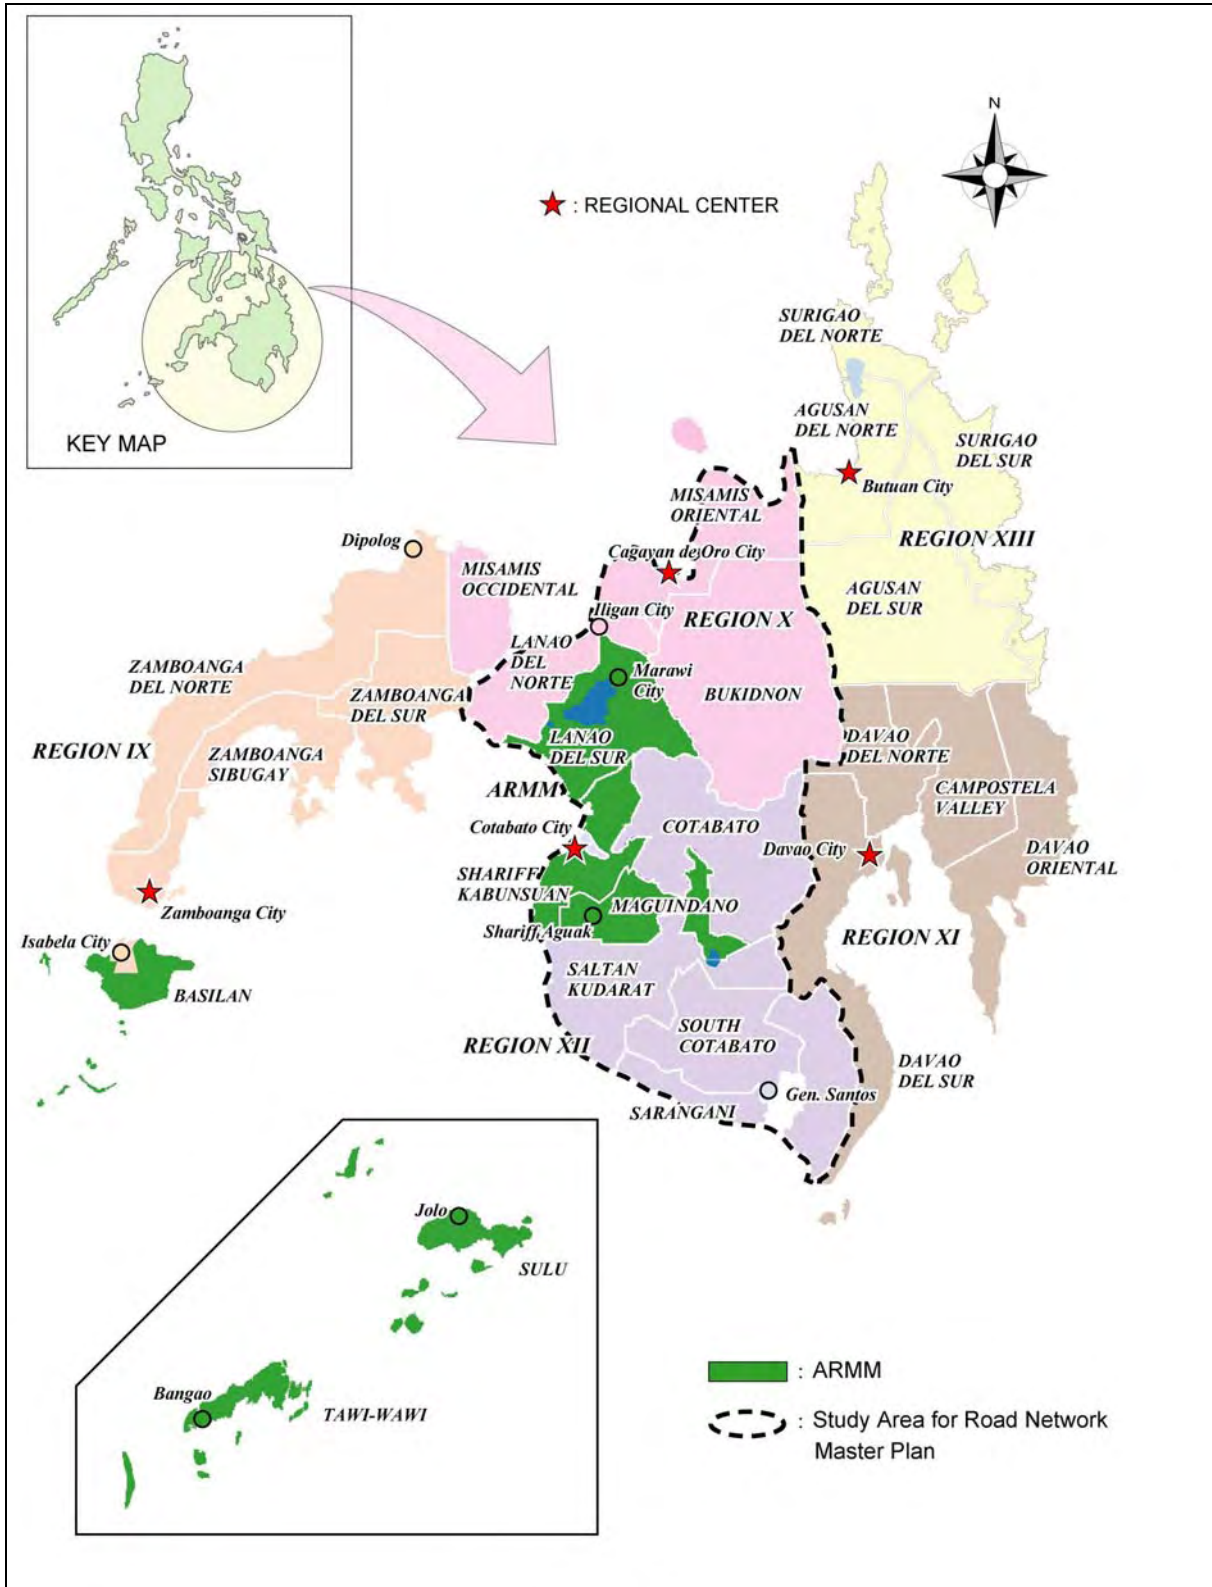 N
: REGIONAL CENTER
KEY MAP
SURIGAO
DEL NORTE
AGUSAN
DEL NORTE
SURIGAO
DEL SUR
Butuan City
MISAMIS
ORIENTAL
REGION XIII
Dipolog
Cagayan de Oro City
MISAMIS
OCCIDENTAL
AGUSAN
DEL SUR
Iligan City
REGION X
LANAO
DEL
NORTE
ZAMBOANGA
DEL NORTE
Marawi
City
BUKIDNON
ZAMBOANGA
DEL SUR
REGION IX
ZAMBOANGA
SIBUGAY
LANAO
DEL SUR
DAVAO
DEL NORTE
ARMM
CAMPOSTELA
VALLEY
Cotabato City
COTABATO
Davao City
DAVAO
ORIENTAL
SHARIFF
KABUNSUAN
MAGUINDANO
Zamboanga City
Shariff Aguak
Isabela City
REGION XI
BASILAN
SALTAN
KUDARAT
SOUTH
COTABATO
REGION XII
DAVAO
DEL SUR
Gen. Santos
SARANGANI
Jolo
SULU
Bangao
TAWI-WAWI
: ARMM
: Study Area for Road Network
Master Plan